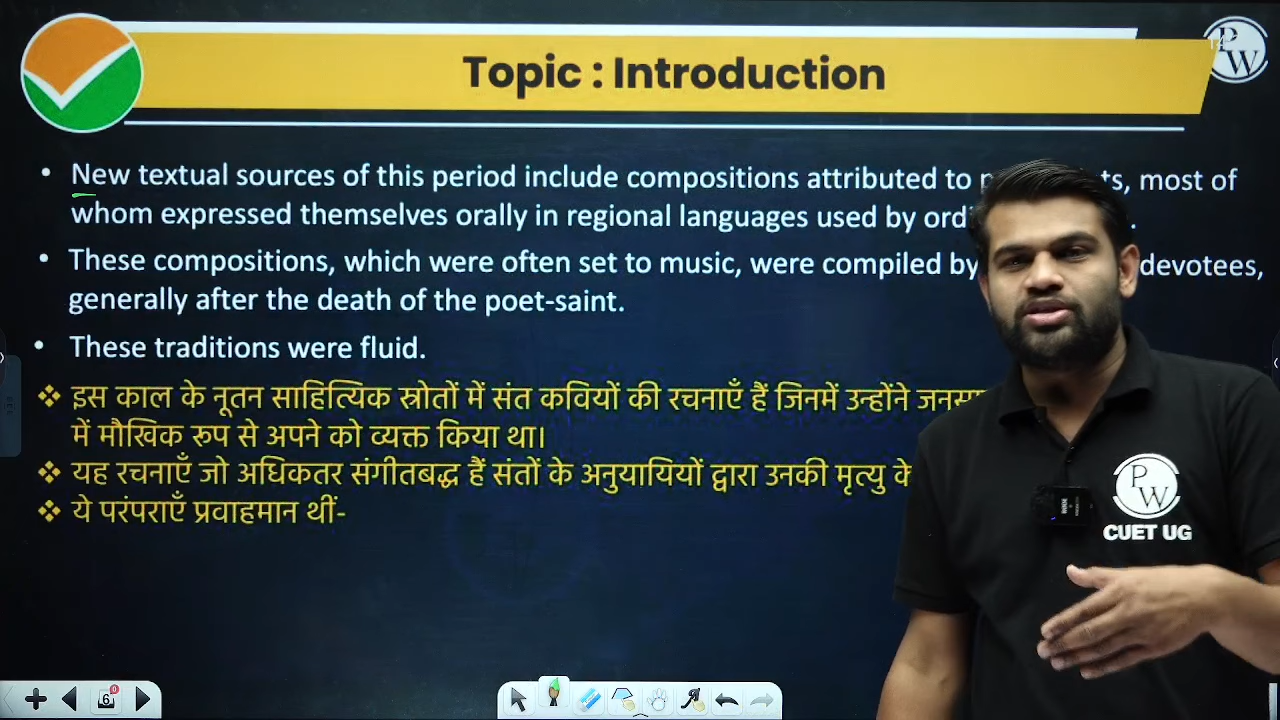 Topic : Introduction
PW
New textual sources of this period include compositions attributed to most of
whom expressed themselves orally in regional languages used by
These compositions, which were often set to music, were compiled by devotees,
generally after the death of the poet-saint.
These traditions were fluid.
इस काल के नूतन साहित्यिक स्रोतों में संत कवियों की रचनाएँ हैं जिनमें उन्होंने
में मौखिक रूप से अपने को व्यक्त किया था।
यह रचनाएँ जो अधिकतर संगीतबद्ध हैं संतों के अनुयायियों द्वारा उनकी मृत्यु के
ये परंपराएँ प्रवाहमान थीं-
PW
CUET UG
6